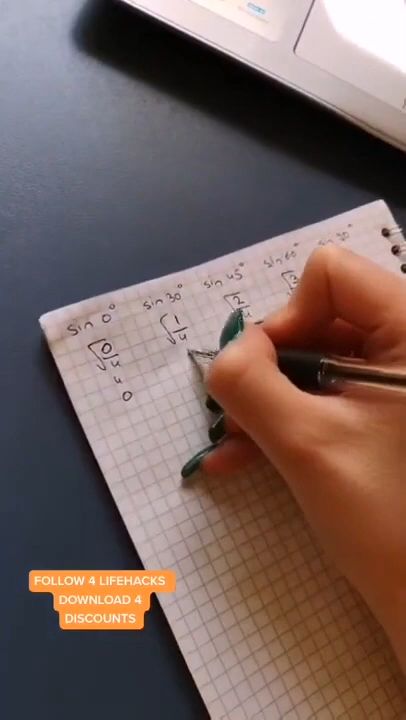 sin 0° sin 30° sin 45° sin 60° sin 90°
√0/4 √1/4 √2/4 √3
"
0
FOLLOW 4 LIFEHACKS
DOWNLOAD 4
DISCOUNTS